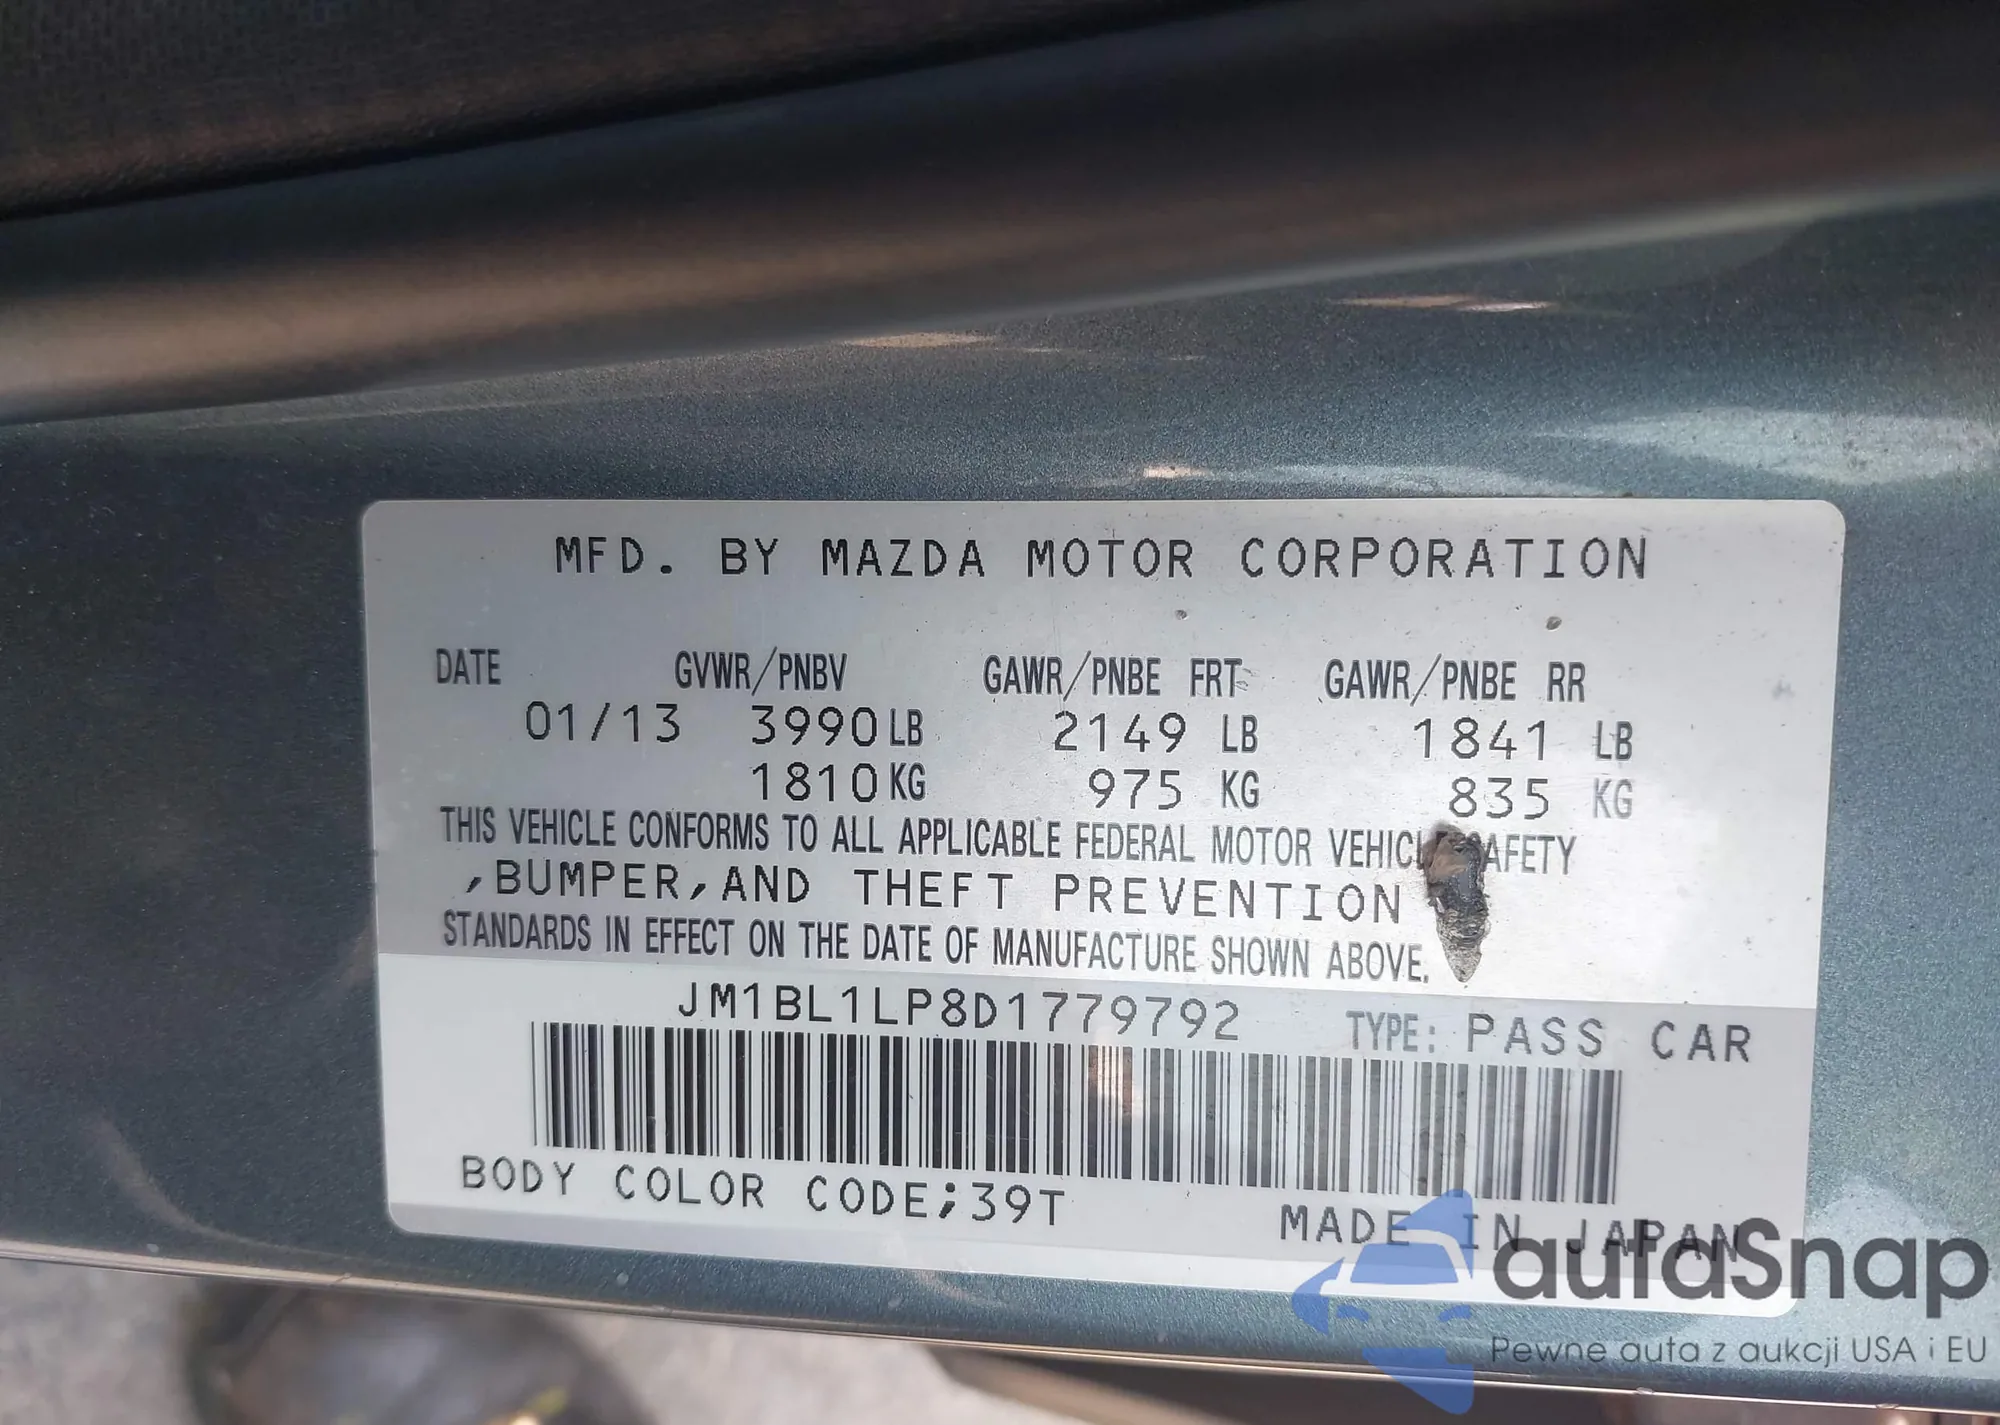 MFD. BY MAZDA MOTOR CORPORATION
DATE GVWR/PNBV GAWR/PNBE FRT GAWR/PNBE RR
01/13 3990 LB 2149 LB 1841 LB
1810 KG 975 KG 835 KG
THIS VEHICLE CONFORMS TO ALL APPLICABLE FEDERAL MOTOR VEHICLE SAFETY
,BUMPER,AND THEFT PREVENTION
STANDARDS IN EFFECT ON THE DATE OF MANUFACTURE SHOWN ABOVE.
JM1BL1LP8D1779792 TYPE: PASS CAR
BODY COLOR CODE;39T
MADE IN JAPAN
autaSnap
Pewne auta z aukcji USA i EU